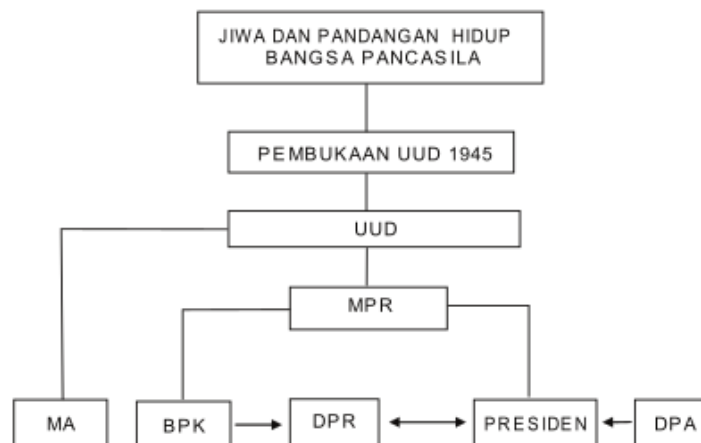 JIWA DAN PANDANGAN HIDUP
BANGSA PANCASILA
PEMBUKAAN UUD 1945
UUD
MPR
MA
BPK
DPR
PRESIDEN
DPA